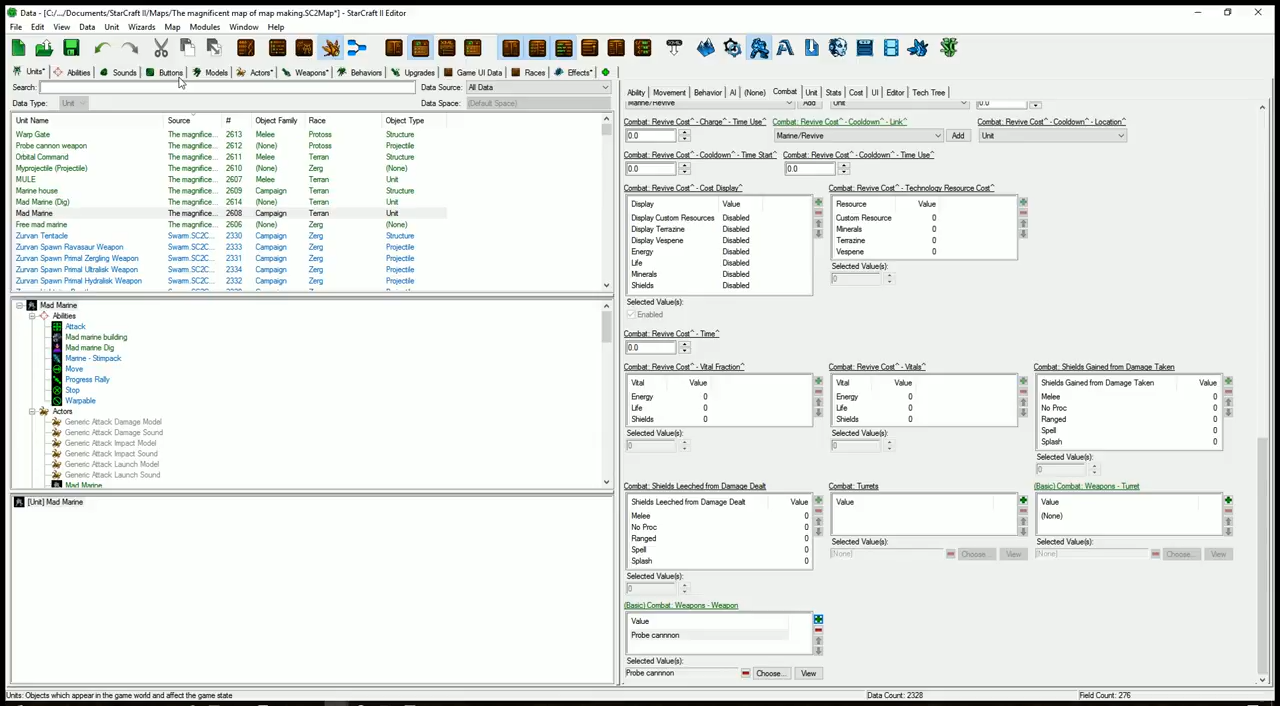 Data - [C:/.../Documents/StarCraft II/Maps/The magnificent map of map making.SC2Map*] - StarCraft II Editor
File Edit View Data Units Wizards Map Modules Window Help
Units* Abilities Sounds Buttons Models Actors* Weapons* Behaviors Upgrades Game UI Data Races Effects*
Search: Data Source: All Data
Data Type: Unit Data Space: (Default Space)
Unit Name Source # Object Family Race Object Type
Warp Gate The magnifice... 2613 Melee Protoss Structure
Probe cannon weapon The magnifice... 2612 (None) Protoss Projectile
Orbital Command The magnifice... 2611 Melee Terran Structure
Myprojectile (Projectile) The magnifice... 2610 (None) Zerg (None)
MULE The magnifice... 2607 Melee Terran Unit
Marine house The magnifice... 2609 Campaign Terran Structure
Mad Marine (Dig) The magnifice... 2614 (None) Terran Unit
Mad Marine The magnifice... 2608 Campaign Terran Unit
Free mad marine The magnifice... 2606 (None) Zerg (None)
Zurvan Tentacle Swarm.SC2C... 2330 Campaign Zerg Structure
Zurvan Spawn Ravasaur Weapon Swarm.SC2C... 2333 Campaign Zerg Projectile
Zurvan Spawn Primal Zergling Weapon Swarm.SC2C... 2331 Campaign Zerg Projectile
Zurvan Spawn Primal Ultralisk Weapon Swarm.SC2C... 2334 Campaign Zerg Projectile
Zurvan Spawn Primal Hydralisk Weapon Swarm.SC2C... 2332 Campaign Zerg Projectile
Mad Marine
Abilities
Attack
Mad marine building
Mad marine Dig
Marine - Stimpack
Move
Progress Rally
Stop
Warpable
Actors
Generic Attack Damage Model
Generic Attack Damage Sound
Generic Attack Impact Model
Generic Attack Impact Sound
Generic Attack Launch Model
Generic Attack Launch Sound
Mad Marine
[Unit] Mad Marine
Ability Movement Behavior AI (None) Combat Unit Stats Cost UI Editor Tech Tree
Marine/Revive Add Unit 0.0
Combat: Revive Cost^ - Charge^ - Time Use^ Combat: Revive Cost^ - Cooldown^ - Link^ Combat: Revive Cost^ - Cooldown^ - Location^
0.0 Marine/Revive Add Unit
Combat: Revive Cost^ - Cooldown^ - Time Start^ Combat: Revive Cost^ - Cooldown^ - Time Use^
0.0 0.0
Combat: Revive Cost^ - Cost Display^ Combat: Revive Cost^ - Technology Resource Cost^
Display Value Resource Value
Display Custom Resources Disabled Custom Resource 0
Display Terrazine Disabled Minerals 0
Display Vespene Disabled Terrazine 0
Energy Disabled Vespene 0
Life Disabled Selected Value(s):
Minerals Disabled 0
Shields Disabled
Selected Value(s):
Enabled
Combat: Revive Cost^ - Time^
0.0
Combat: Revive Cost^ - Vital Fraction^ Combat: Revive Cost^ - Vitals^ Combat: Shields Gained from Damage Taken
Vital Value Vital Value Shields Gained from Damage Taken Value
Energy 0 Energy 0 Melee 0
Life 0 Life 0 No Proc 0
Shields 0 Shields 0 Ranged 0
Selected Value(s): Selected Value(s): Spell 0
0 0 Splash 0
Selected Value(s):
0
Combat: Shields Leeched from Damage Dealt Combat: Turrets (Basic) Combat: Weapons - Turret
Shields Leeched from Damage Dealt Value Value Value
Melee 0 (None)
No Proc 0
Ranged 0 Selected Value(s): Selected Value(s):
Spell 0 (None) Choose... View (None) Choose... View
Splash 0
Selected Value(s):
0
(Basic) Combat: Weapons - Weapon
Value
Probe cannnon
Selected Value(s):
Probe cannnon Choose... View
Units: Objects which appear in the game world and affect the game state Data Count: 2328 Field Count: 276